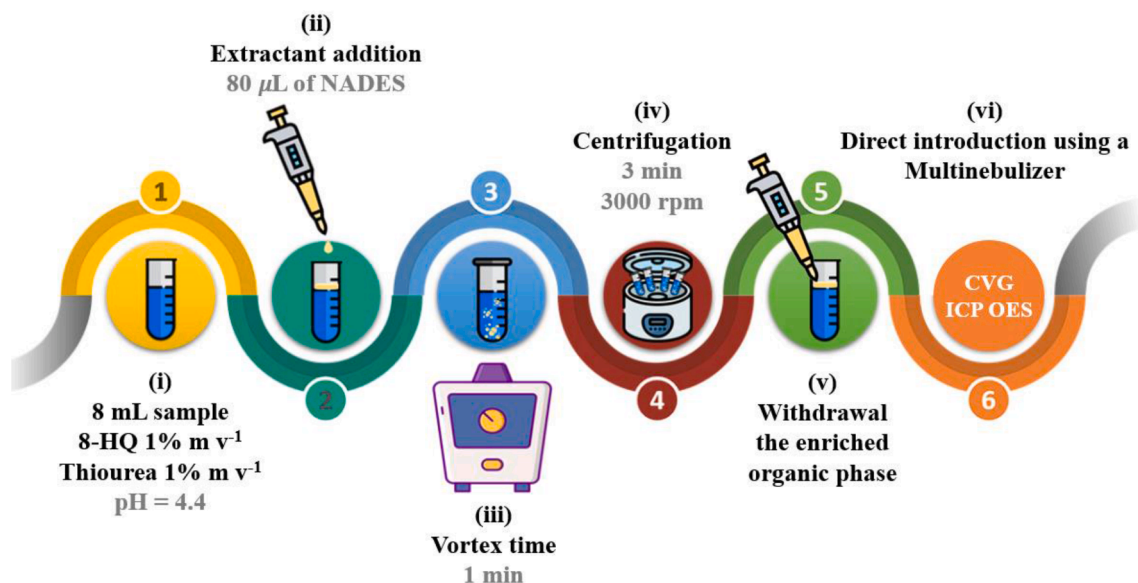 (ii)
Extractant addition
80 μL of NADES
(iv)
Centrifugation
3 min
3000 rpm
(vi)
Direct introduction using a
Multinebulizer
1
3
5
CVG
ICP OES
2
4
6
(i)
8 mL sample
8-HQ 1% m v⁻¹
Thiourea 1% m v⁻¹
pH = 4.4
(iii)
Vortex time
1 min
(v)
Withdrawal
the enriched
organic phase